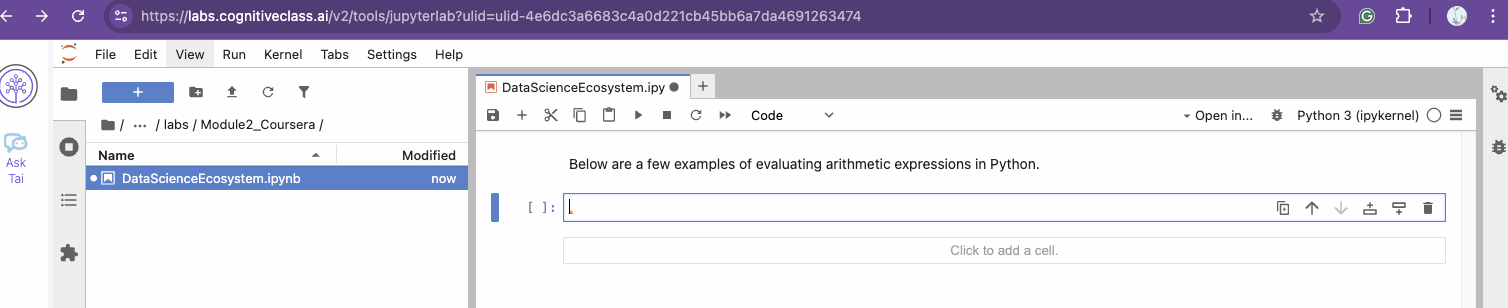 https://labs.cognitiveclass.ai/v2/tools/jupyterlab?ulid=ulid-4e6dc3a6683c4a0d221cb45bb6a7da4691263474
File Edit View Run Kernel Tabs Settings Help
DataScienceEcosystem.ipy
/ ... / labs / Module2_Coursera /
Code
Open in...
Python 3 (ipykernel)
Ask
Tai
Name Modified
DataScienceEcosystem.ipynb now
Below are a few examples of evaluating arithmetic expressions in Python.
[ ]:
Click to add a cell.